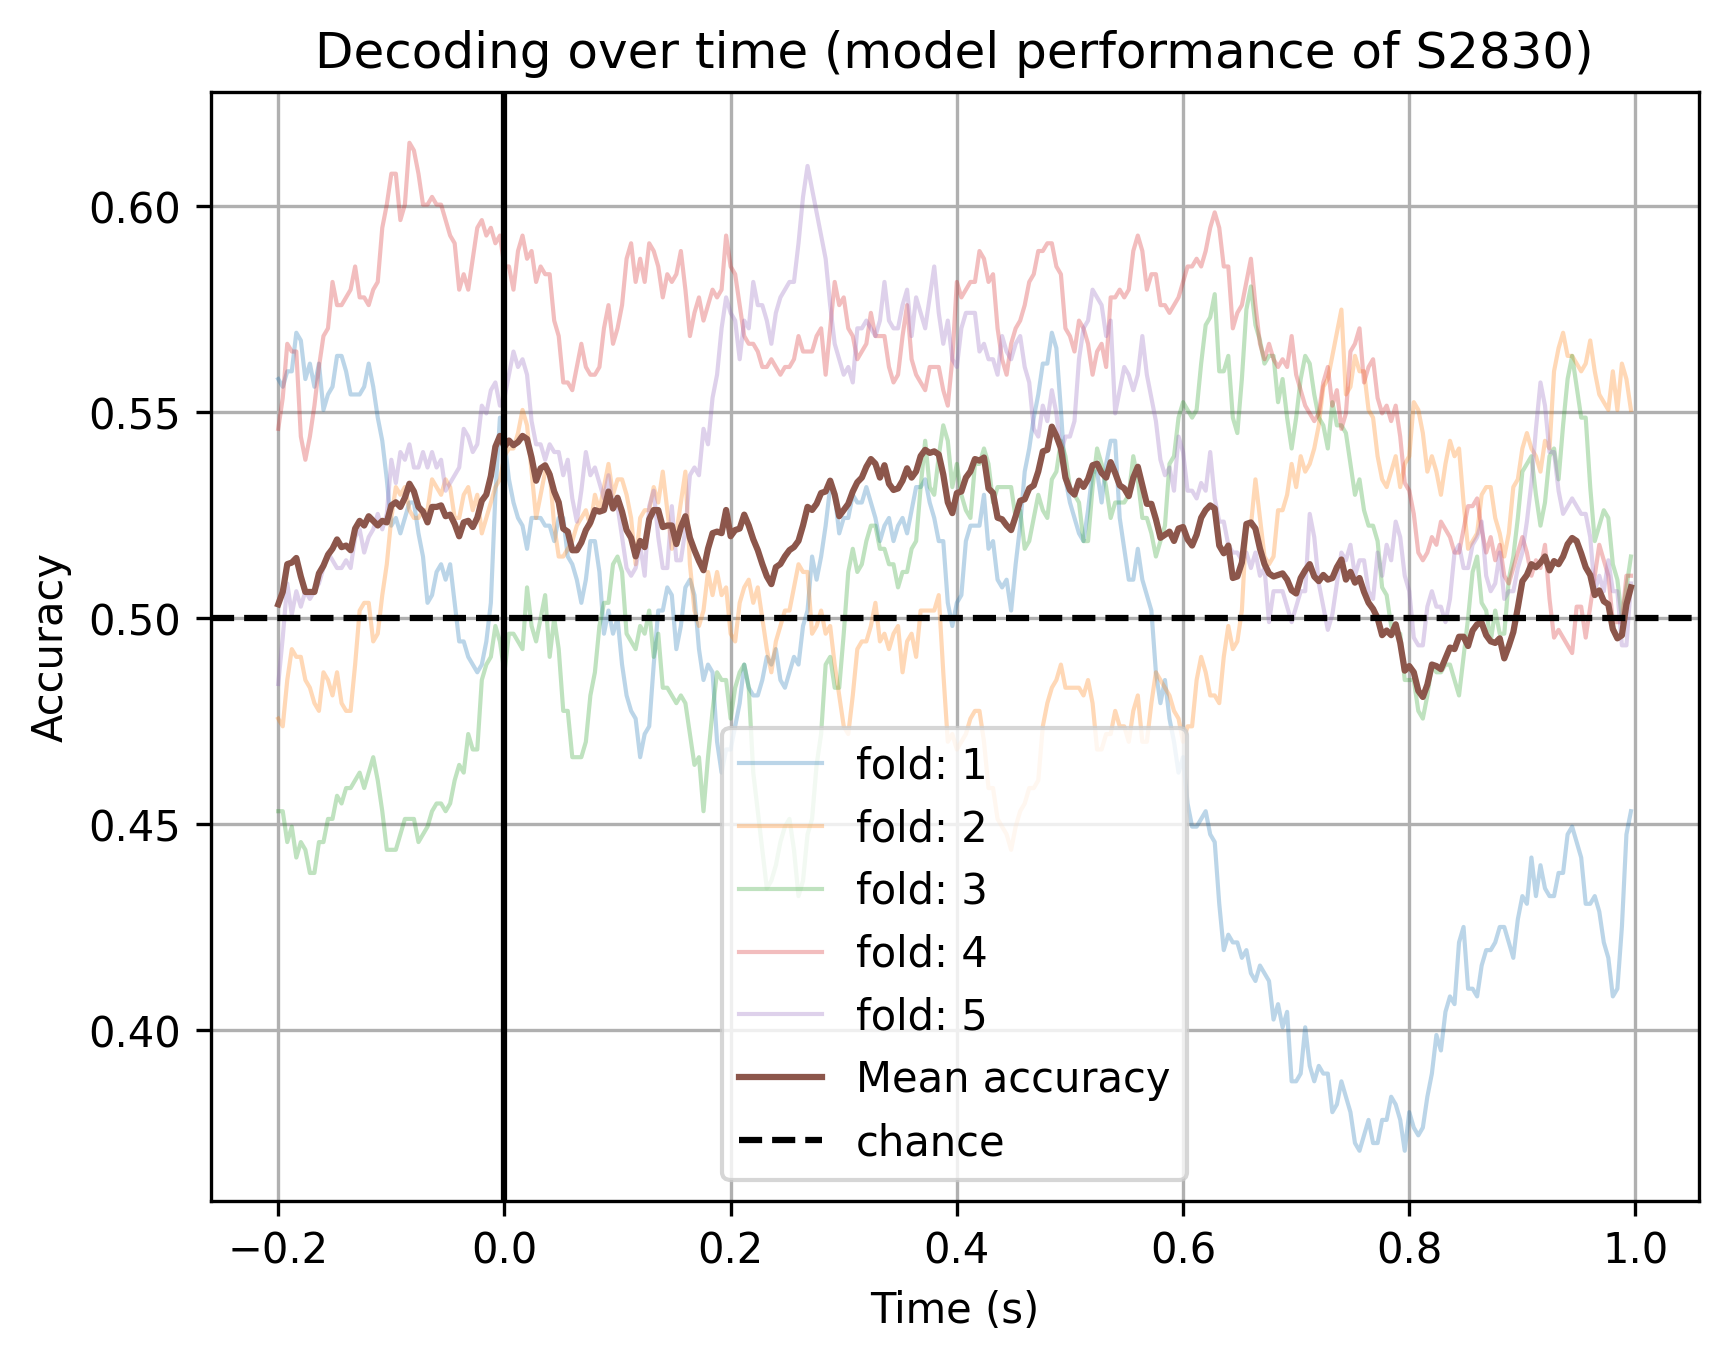 Decoding over time (model performance of S2830)
Accuracy
0.60
0.55
0.50
0.45
0.40
fold: 1
fold: 2
fold: 3
fold: 4
fold: 5
Mean accuracy
chance
−0.2 0.0 0.2 0.4 0.6 0.8 1.0
Time (s)